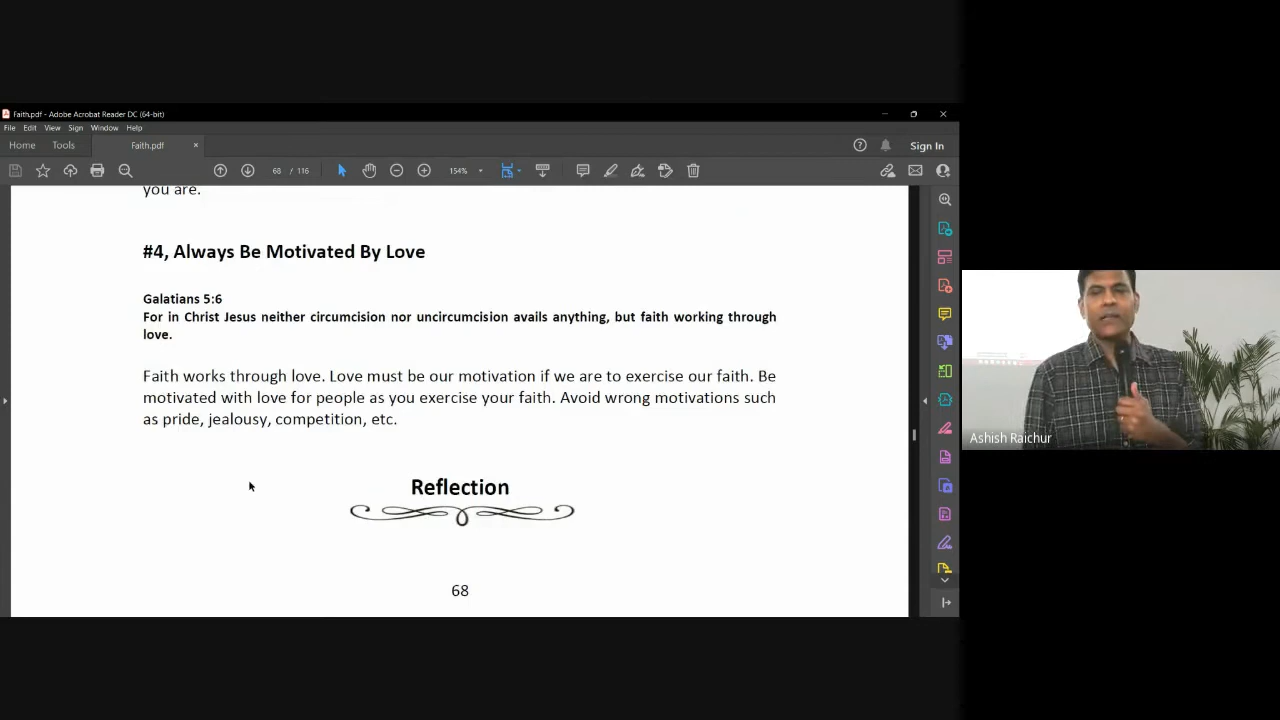 Faith.pdf - Adobe Acrobat Reader DC (64-bit)
File Edit View Sign Window Help
Home Tools Faith.pdf × Sign In
68 / 116 154%
you are.
#4, Always Be Motivated By Love
Galatians 5:6
For in Christ Jesus neither circumcision nor uncircumcision avails anything, but faith working through
love.
Faith works through love. Love must be our motivation if we are to exercise our faith. Be
motivated with love for people as you exercise your faith. Avoid wrong motivations such
as pride, jealousy, competition, etc.
Reflection
68
Ashish Raichur